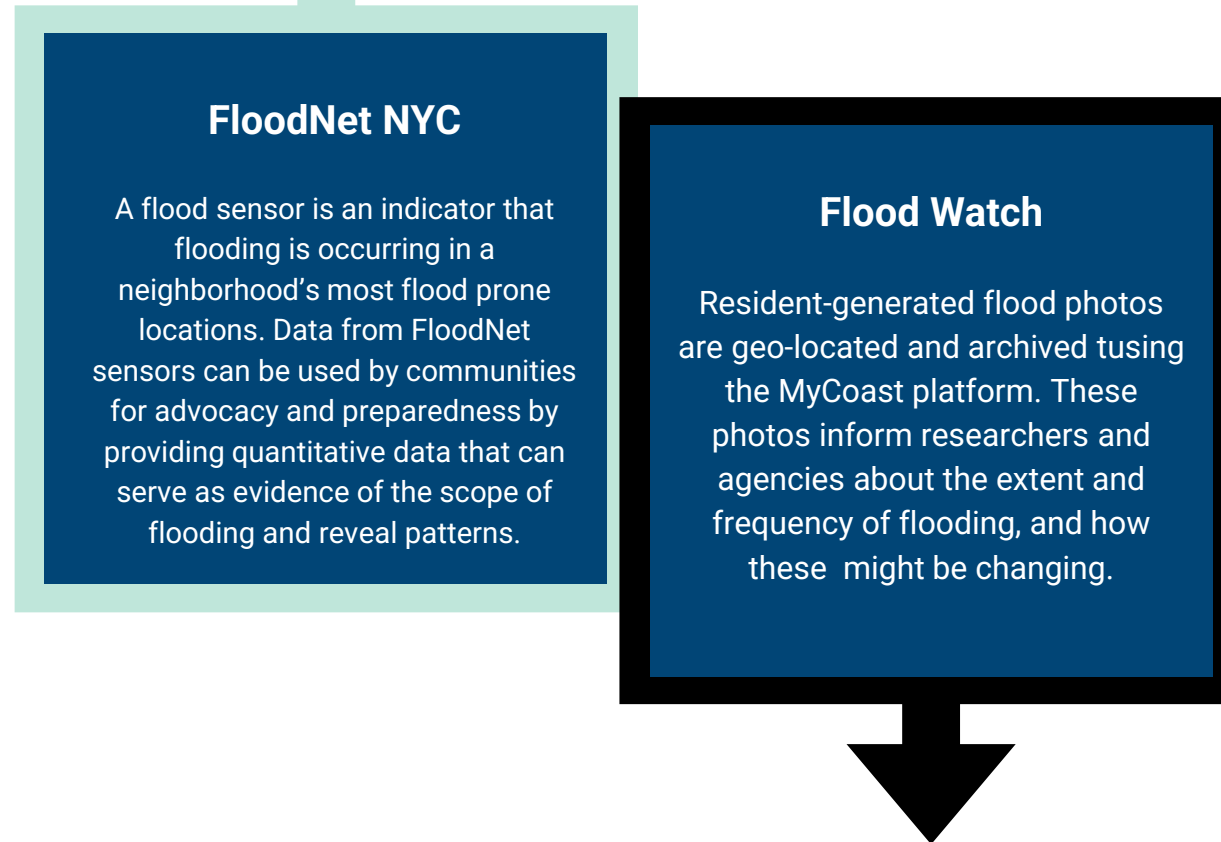 FloodNet NYC
A flood sensor is an indicator that
flooding is occurring in a
neighborhood’s most flood prone
locations. Data from FloodNet
sensors can be used by communities
for advocacy and preparedness by
providing quantitative data that can
serve as evidence of the scope of
flooding and reveal patterns.
Flood Watch
Resident-generated flood photos
are geo-located and archived tusing
the MyCoast platform. These
photos inform researchers and
agencies about the extent and
frequency of flooding, and how
these  might be changing.